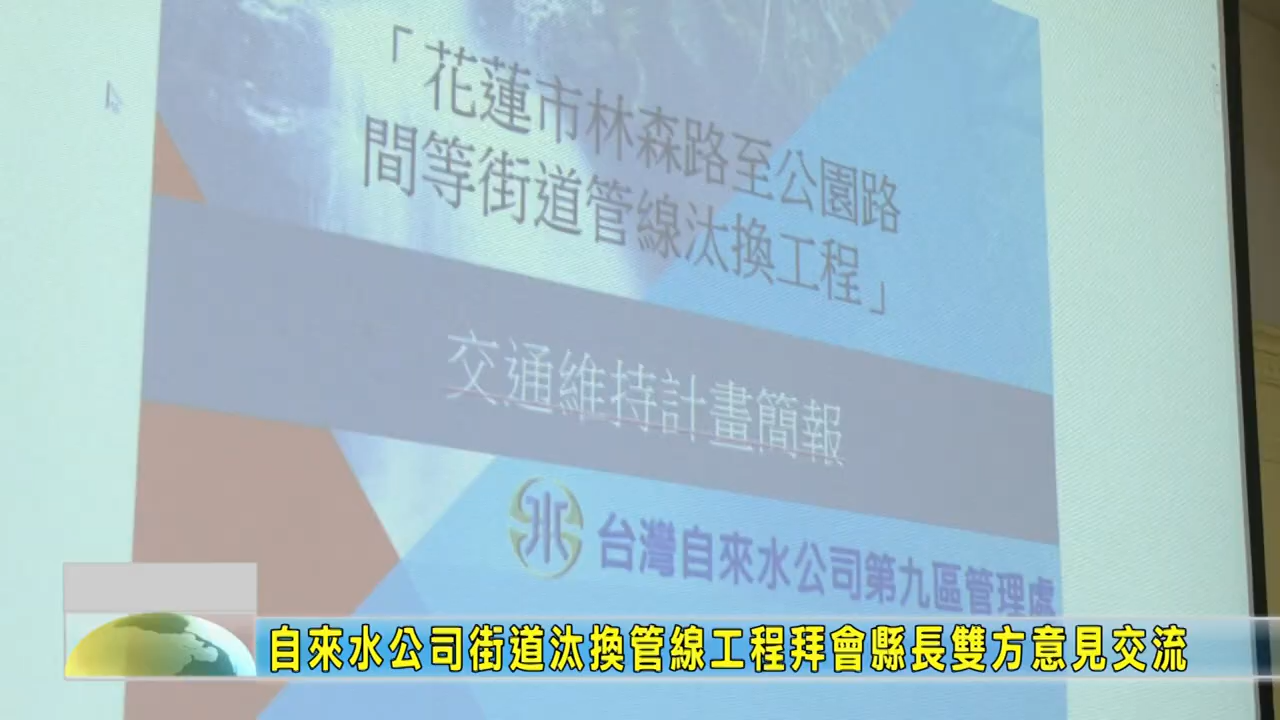 「花蓮市林森路至公園路
間等街道管線汰換工程」
交通維持計畫簡報
台灣自來水公司第九區管理處
自來水公司街道汰換管線工程拜會縣長雙方意見交流